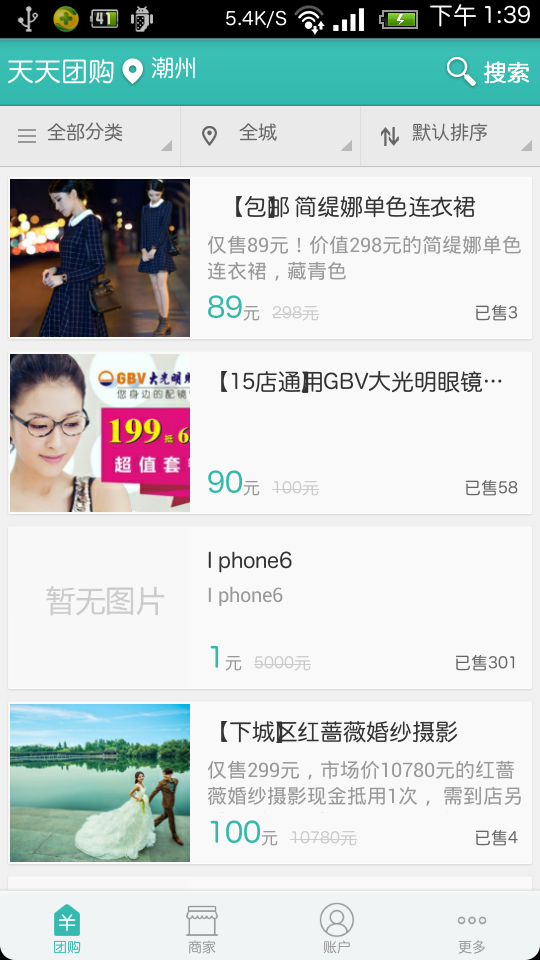 41 5.4K/S 下午 1:39
天天团购 潮州 搜索
全部分类 全城 默认排序
【包邮】简缇娜单色连衣裙
仅售89元！价值298元的简缇娜单色
连衣裙，藏青色
89元 298元 已售3
GBV大光明眼
您身边的配镜
199抵6
超值套
【15店通用】GBV大光明眼镜…
90元 100元 已售58
暂无图片
I phone6
I phone6
1元 5000元 已售301
【下城区】红蔷薇婚纱摄影
仅售299元，市场价10780元的红蔷
薇婚纱摄影现金抵用1次， 需到店另
100元 10780元 已售4
团购 商家 账户 更多